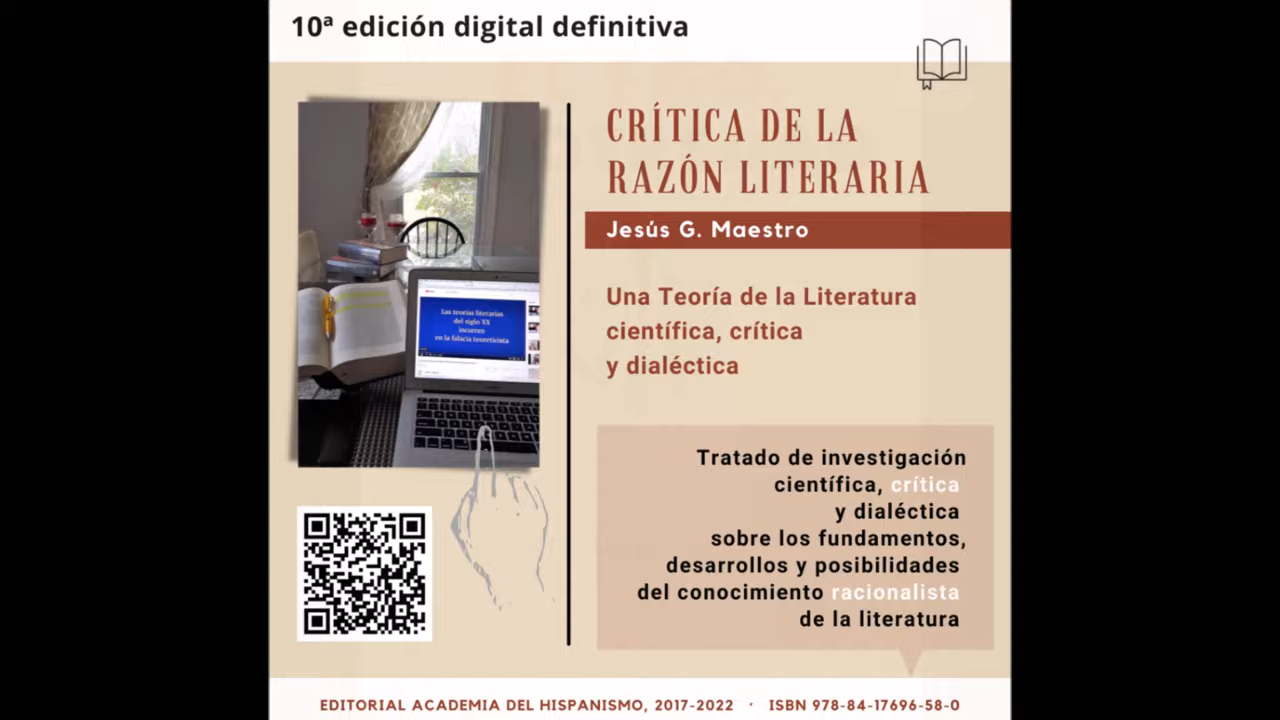 10ª edición digital definitiva
CRÍTICA DE LA
RAZÓN LITERARIA
Jesús G. Maestro
Una Teoría de la Literatura
científica, crítica
y dialéctica
Las teorías literarias
del siglo XX
incurren
en la falacia teoreticista
Tratado de investigación
científica, crítica
y dialéctica
sobre los fundamentos,
desarrollos y posibilidades
del conocimiento racionalista
de la literatura
EDITORIAL ACADEMIA DEL HISPANISMO, 2017-2022 · ISBN 978-84-17696-58-0